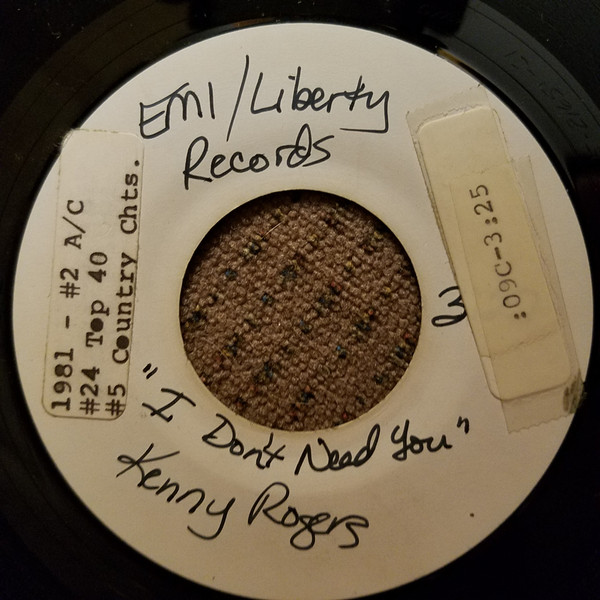 EMI/Liberty
Records
1981 - #2 A/C
#24 Top 40
#5 Country Chts.
:09C-3:25
"I Don't Need You"
Kenny Rogers